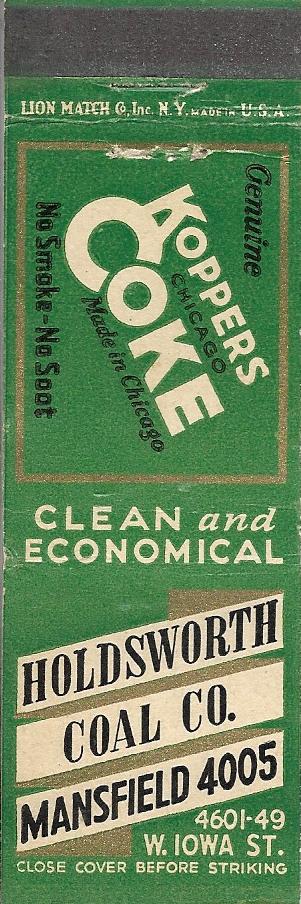 LION MATCH Co., Inc. N.Y. MADE IN U.S.A.
Genuine
KOPPERS
CHICAGO
COKE
Made in Chicago
No Smoke-No Soot
CLEAN and
ECONOMICAL
HOLDSWORTH
COAL CO.
MANSFIELD 4005
4601-49
W. IOWA ST.
CLOSE COVER BEFORE STRIKING